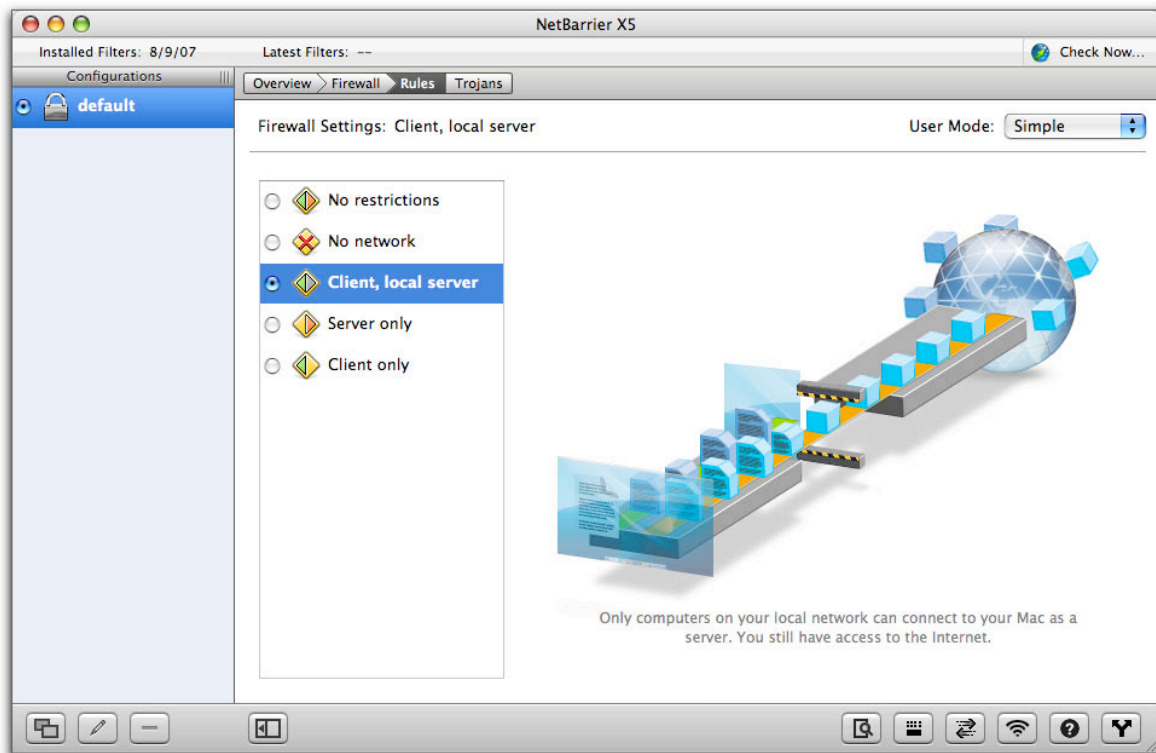 NetBarrier X5
Installed Filters: 8/9/07
Latest Filters: --
Check Now...
Configurations
Overview
Firewall
Rules
Trojans
default
Firewall Settings: Client, local server
User Mode:
Simple
No restrictions
No network
Client, local server
Server only
Client only
Only computers on your local network can connect to your Mac as a
server. You still have access to the Internet.